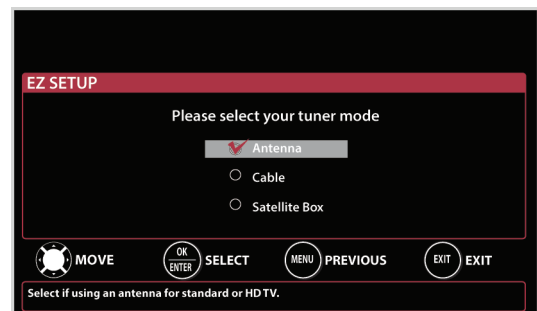 EZ SETUP
Please select your tuner mode
Antenna
Cable
Satellite Box
MOVE OK ENTER SELECT MENU PREVIOUS EXIT EXIT
Select if using an antenna for standard or HD TV.